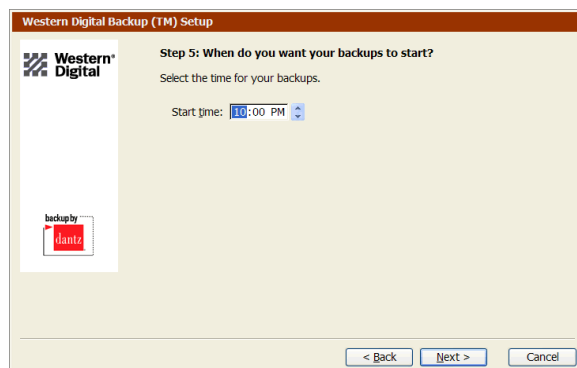 Western Digital Backup (TM) Setup
Western®
Digital
Step 5: When do you want your backups to start?
Select the time for your backups.
Start time: 10:00 PM
backup by
dantz
< Back Next > Cancel